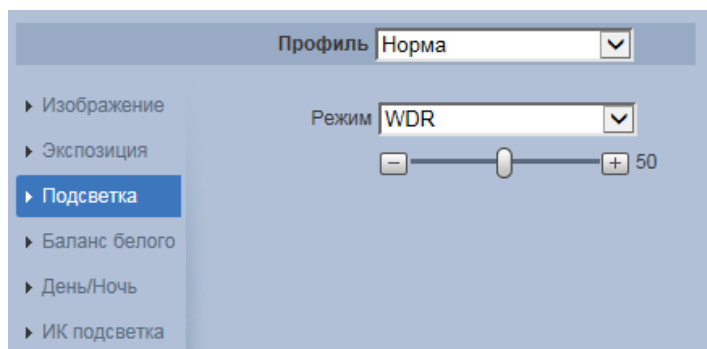 Профиль Норма
Изображение
Режим WDR
Экспозиция
50
Подсветка
Баланс белого
День/Ночь
ИК подсветка